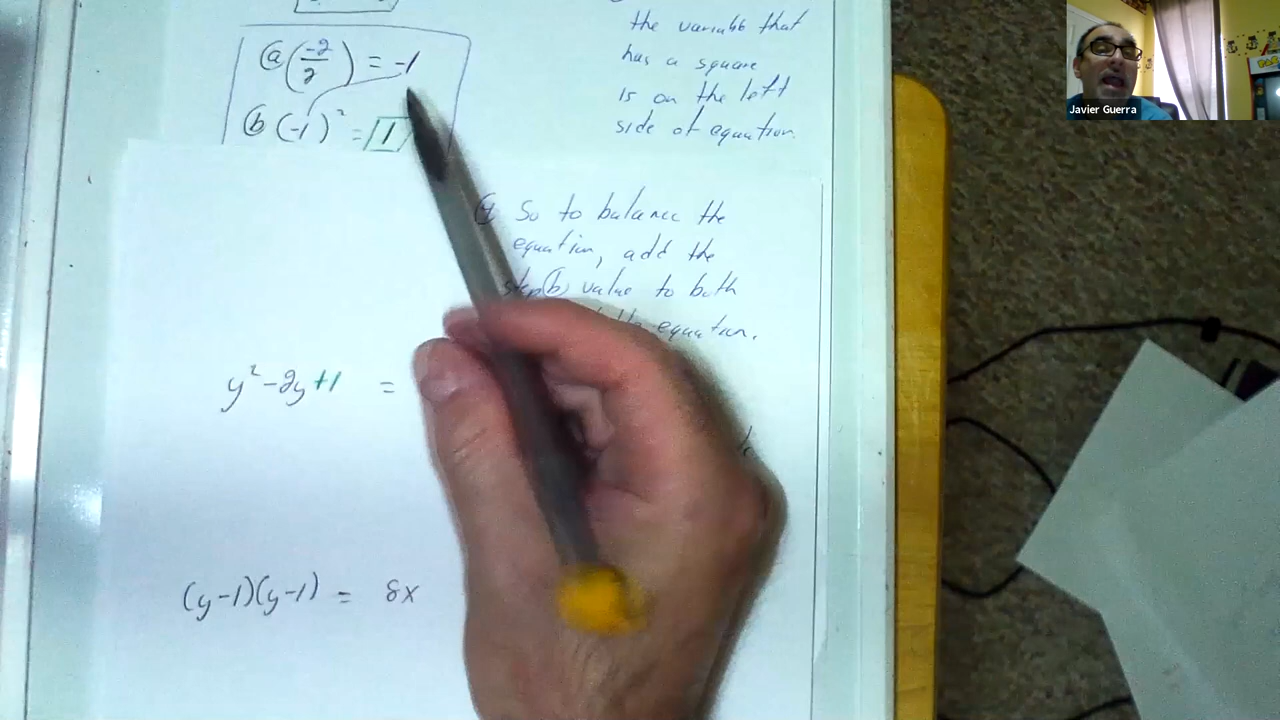 the variable that
has a square
is on the left
side of equation.
ⓐ (-2/2) = -1
ⓑ (-1)² = 1
④ So to balance the
equation, add the
step(b) value to both
the equation.
y² - 2y + 1 =
(y-1)(y-1) = 8x
Javier Guerra